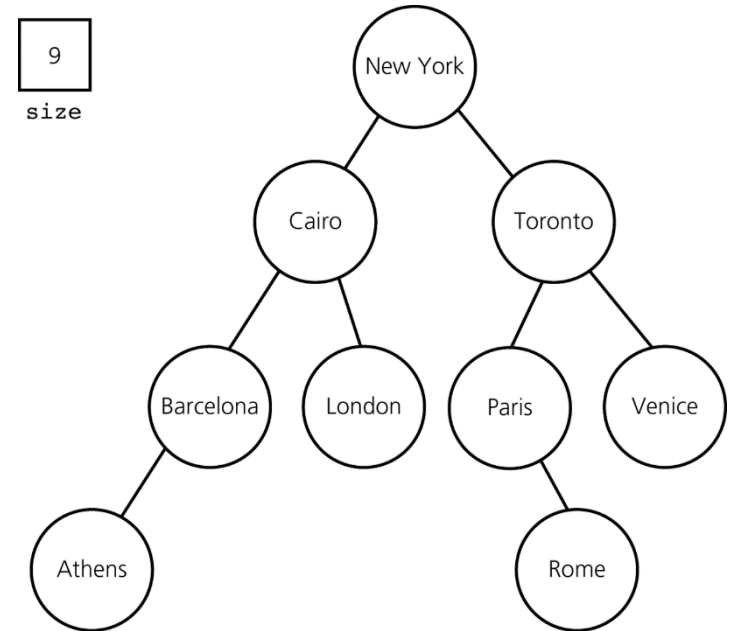 9
size
New York
Cairo
Toronto
Barcelona
London
Paris
Venice
Athens
Rome